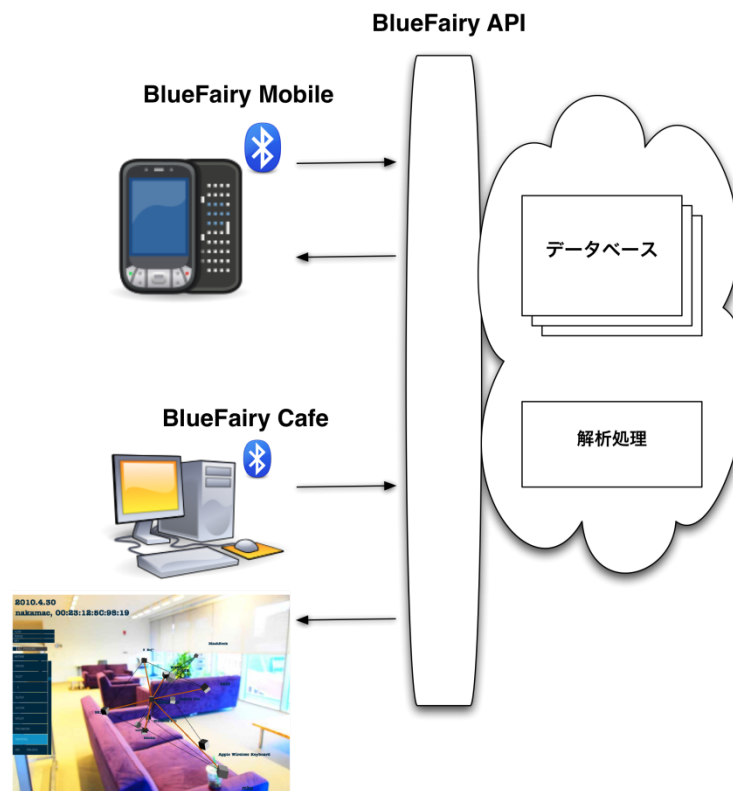 BlueFairy API
BlueFairy Mobile
データベース
BlueFairy Cafe
解析処理
2010.4.30
nakamac, 00:23:12:5C:95:19
BlackBook
Apple Wireless Keyboard